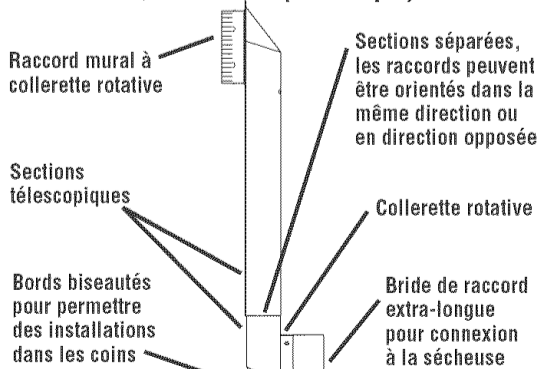 Raccord mural à
collerette rotative
Sections séparées,
les raccords peuvent
être orientés dans la
même direction ou
en direction opposée
Sections
télescopiques
Collerette rotative
Bords biseautés
pour permettre
des installations
dans les coins
Bride de raccord
extra-longue
pour connexion
à la sécheuse